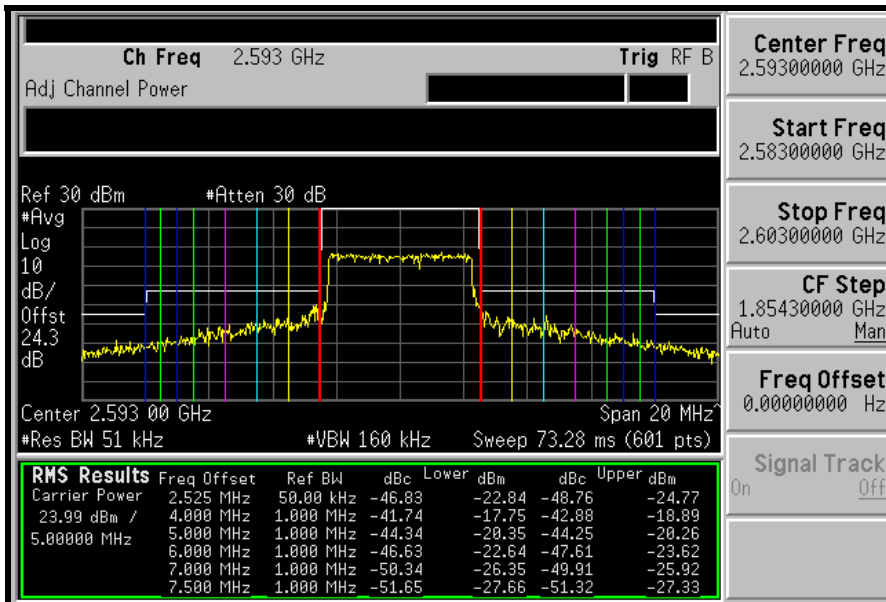 Ch Freq 2.593 GHz Trig RF B
Adj Channel Power
Ref 30 dBm #Atten 30 dB
#Avg
Log
10
dB/
Offst
24.3
dB
Center 2.593 00 GHz Span 20 MHz^
#Res BW 51 kHz #VBW 160 kHz Sweep 73.28 ms (601 pts)
RMS Results Freq Offset Ref BW dBc Lower dBm dBc Upper dBm
Carrier Power 2.525 MHz 50.00 kHz -46.83 -22.84 -48.76 -24.77
23.99 dBm / 4.000 MHz 1.000 MHz -41.74 -17.75 -42.88 -18.89
5.00000 MHz 5.000 MHz 1.000 MHz -44.34 -20.35 -44.25 -20.26
6.000 MHz 1.000 MHz -46.63 -22.64 -47.61 -23.62
7.000 MHz 1.000 MHz -50.34 -26.35 -49.91 -25.92
7.500 MHz 1.000 MHz -51.65 -27.66 -51.32 -27.33
Center Freq
2.59300000 GHz
Start Freq
2.58300000 GHz
Stop Freq
2.60300000 GHz
CF Step
1.85430000 GHz
Auto Man
Freq Offset
0.00000000 Hz
Signal Track
On Off